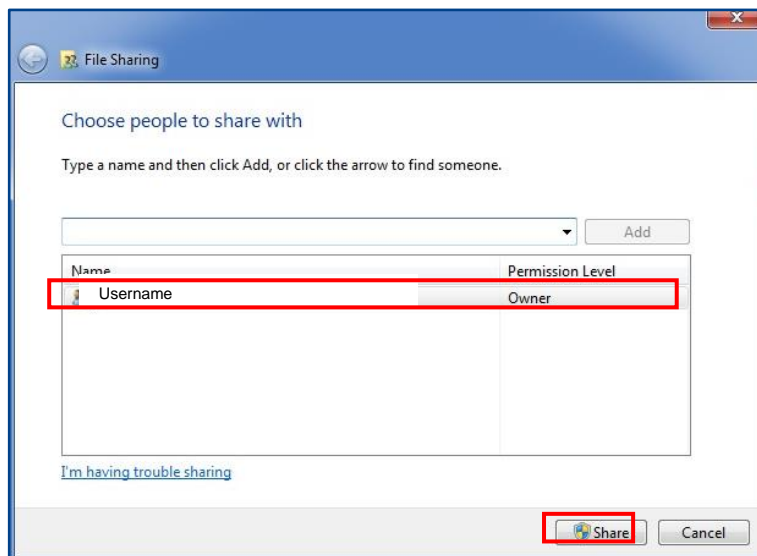 File Sharing
Choose people to share with
Type a name and then click Add, or click the arrow to find someone.
Add
Name Permission Level
Username Owner
I'm having trouble sharing
Share Cancel